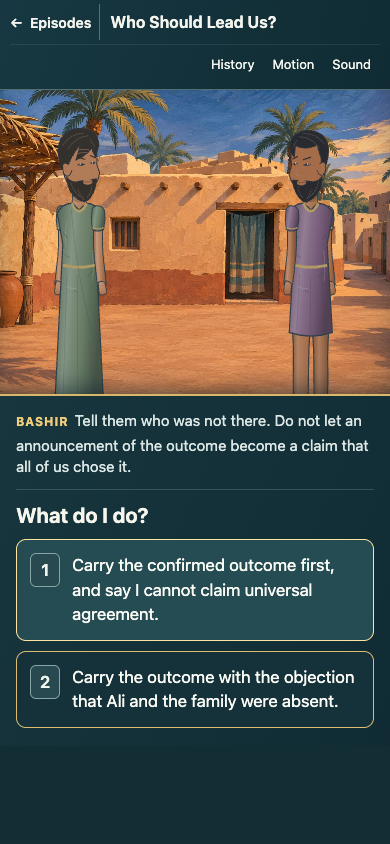 ← Episodes
Who Should Lead Us?
History Motion Sound
BASHIR Tell them who was not there. Do not let an
announcement of the outcome become a claim that
all of us chose it.
What do I do?
1 Carry the confirmed outcome first,
and say I cannot claim universal
agreement.
2 Carry the outcome with the objection
that Ali and the family were absent.